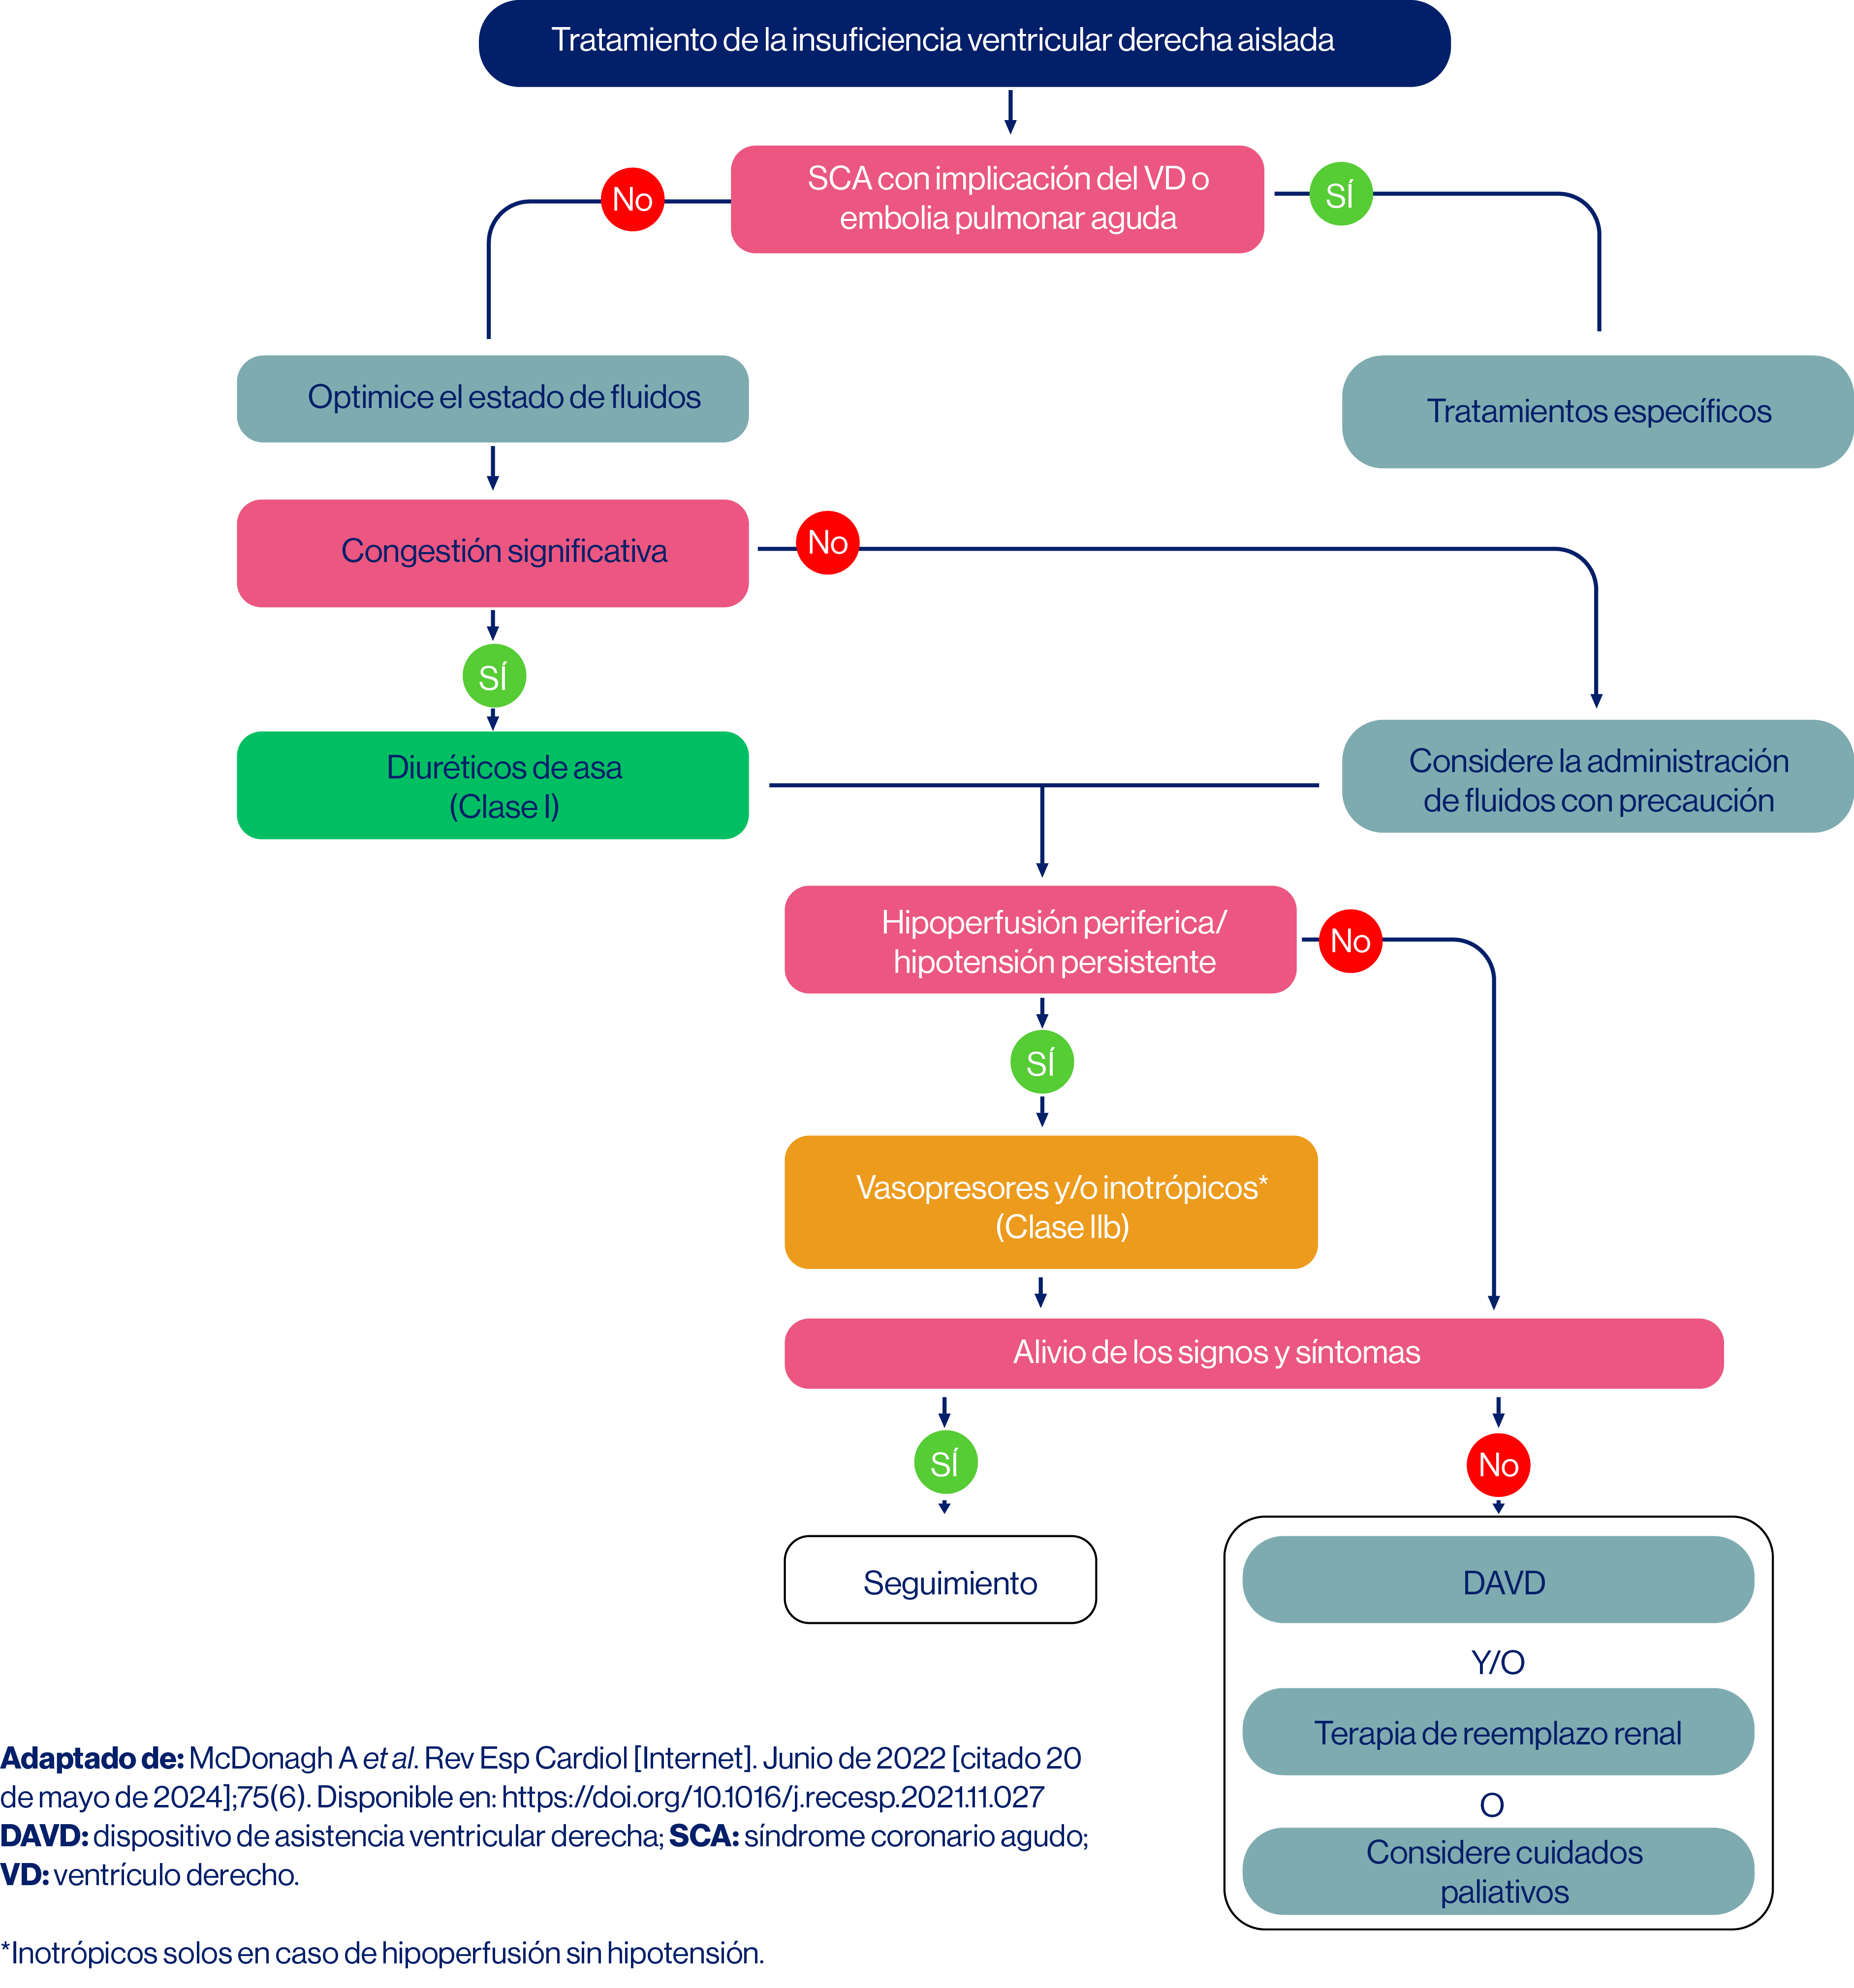 Tratamiento de la insuficiencia ventricular derecha aislada
SCA con implicación del VD o
embolia pulmonar aguda
No
SÍ
Optimice el estado de fluidos
Tratamientos específicos
Congestión significativa
No
SÍ
Diuréticos de asa
(Clase I)
Considere la administración
de fluidos con precaución
Hipoperfusión periferica/
hipotensión persistente
No
SÍ
Vasopresores y/o inotrópicos*
(Clase IIb)
Alivio de los signos y síntomas
SÍ
No
Seguimiento
DAVD
Y/O
Terapia de reemplazo renal
O
Considere cuidados
paliativos
Adaptado de: McDonagh A et al. Rev Esp Cardiol [Internet]. Junio de 2022 [citado 20
de mayo de 2024];75(6). Disponible en: https://doi.org/10.1016/j.recesp.2021.11.027
DAVD: dispositivo de asistencia ventricular derecha; SCA: síndrome coronario agudo;
VD: ventrículo derecho.
*Inotrópicos solos en caso de hipoperfusión sin hipotensión.